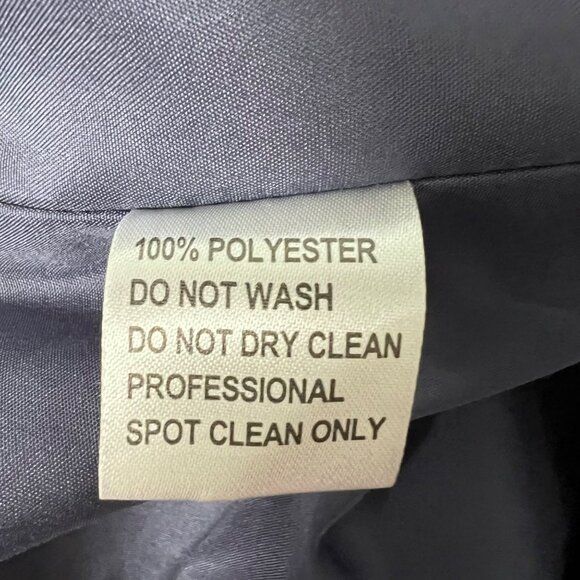 100% POLYESTER
DO NOT WASH
DO NOT DRY CLEAN
PROFESSIONAL
SPOT CLEAN ONLY